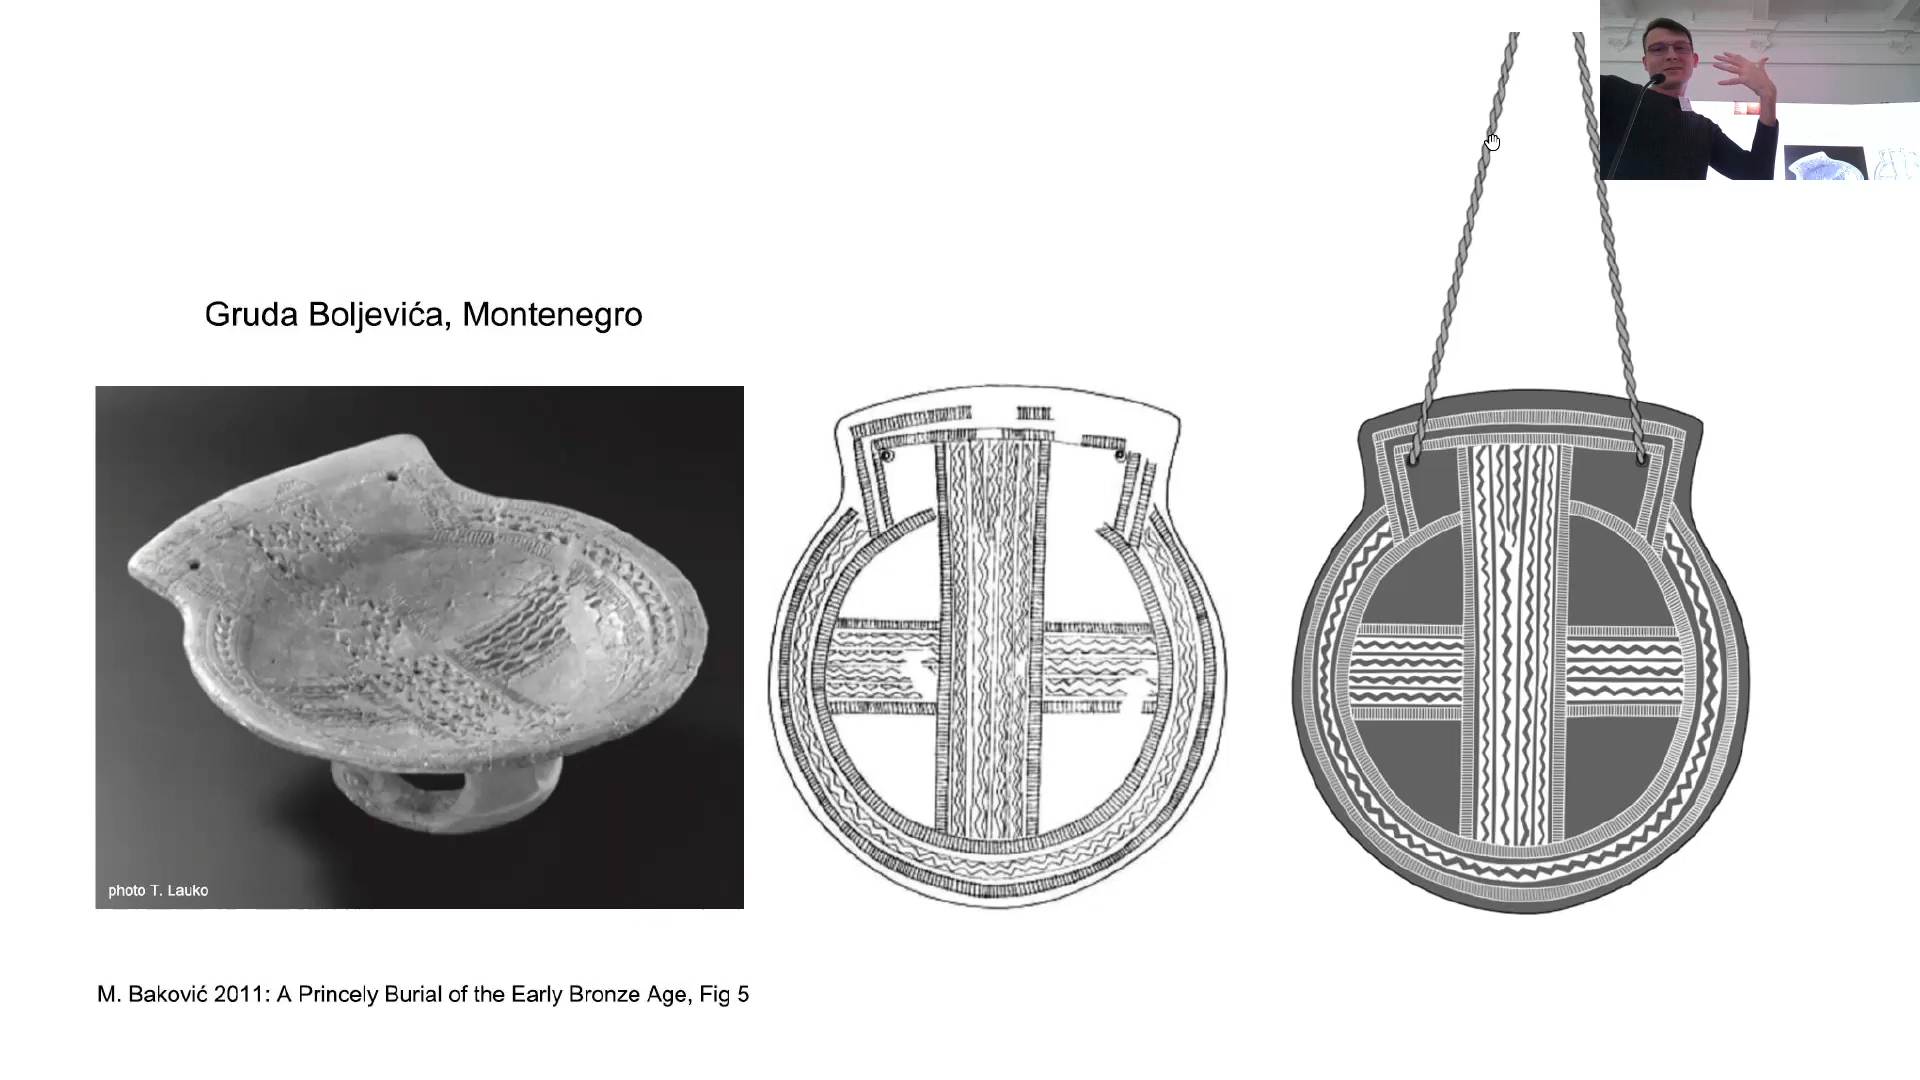 Gruda Boljevića, Montenegro
photo T. Lauko
M. Baković 2011: A Princely Burial of the Early Bronze Age, Fig 5